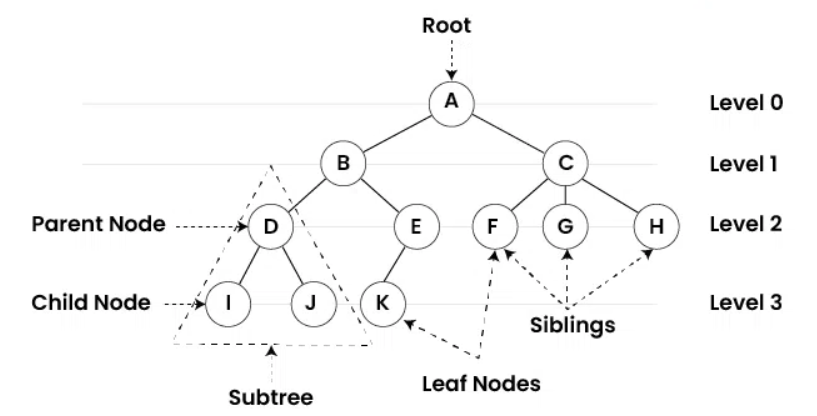 Root
A
Level 0
B
C
Level 1
Parent Node
D
E
F
G
H
Level 2
Child Node
I
J
K
Level 3
Siblings
Leaf Nodes
Subtree